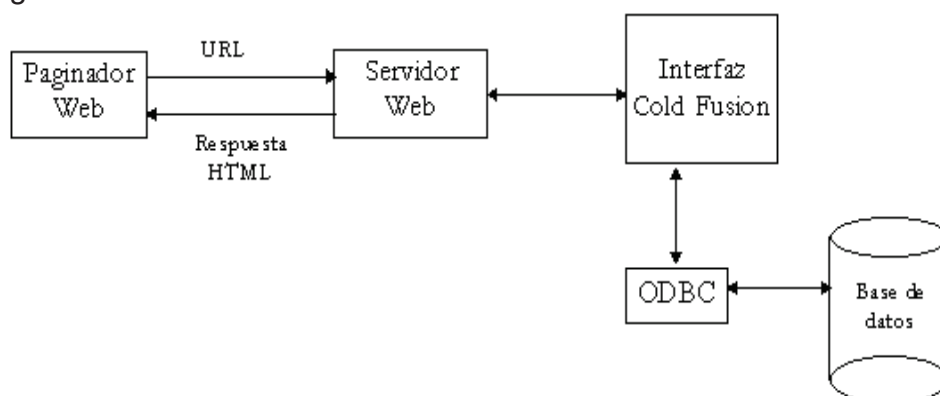 Paginador
Web
URL
Respuesta
HTML
Servidor
Web
Interfaz
Cold Fusion
ODBC
Base de
datos